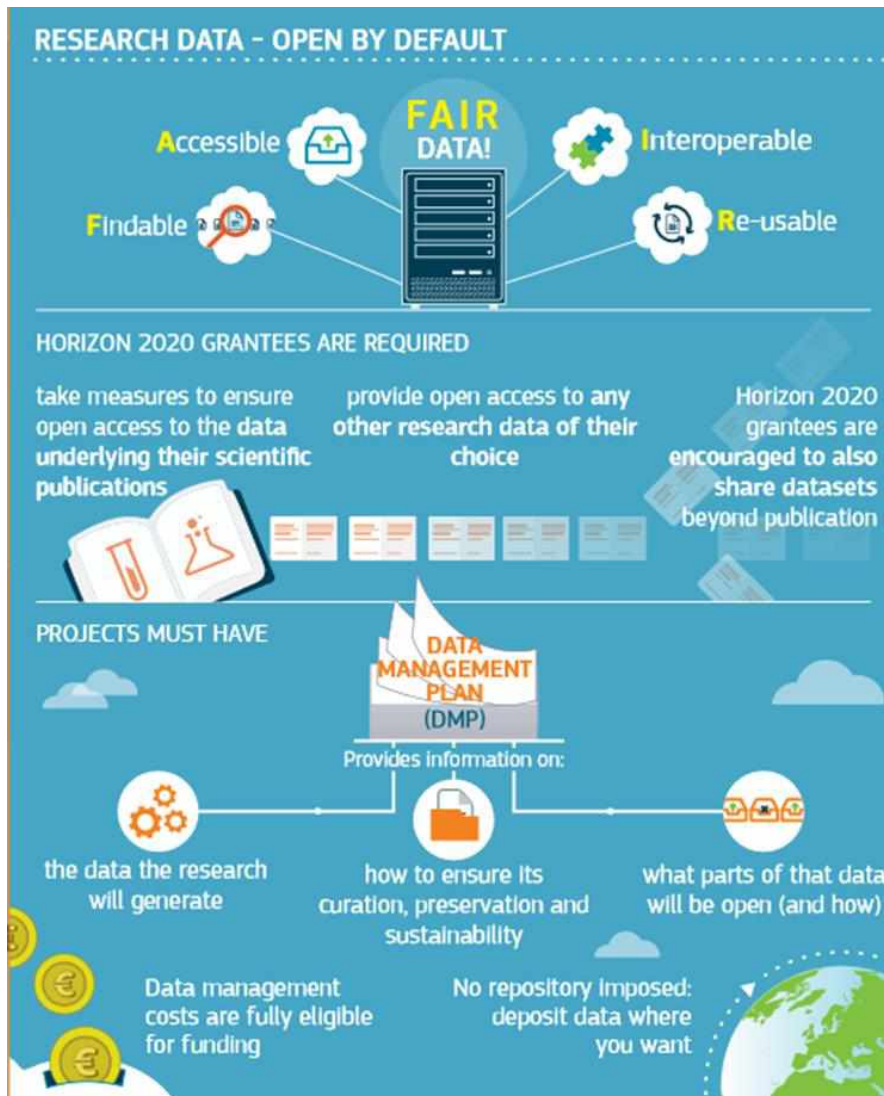 RESEARCH DATA - OPEN BY DEFAULT
FAIR
DATA!
Accessible
Interoperable
Findable
Re-usable
HORIZON 2020 GRANTEES ARE REQUIRED
take measures to ensure
open access to the data
underlying their scientific
publications
provide open access to any
other research data of their
choice
Horizon 2020
grantees are
encouraged to also
share datasets
beyond publication
PROJECTS MUST HAVE
DATA
MANAGEMENT
PLAN
(DMP)
Provides information on:
the data the research
will generate
how to ensure its
curation, preservation and
sustainability
what parts of that data
will be open (and how)
Data management
costs are fully eligible
for funding
No repository imposed:
deposit data where
you want